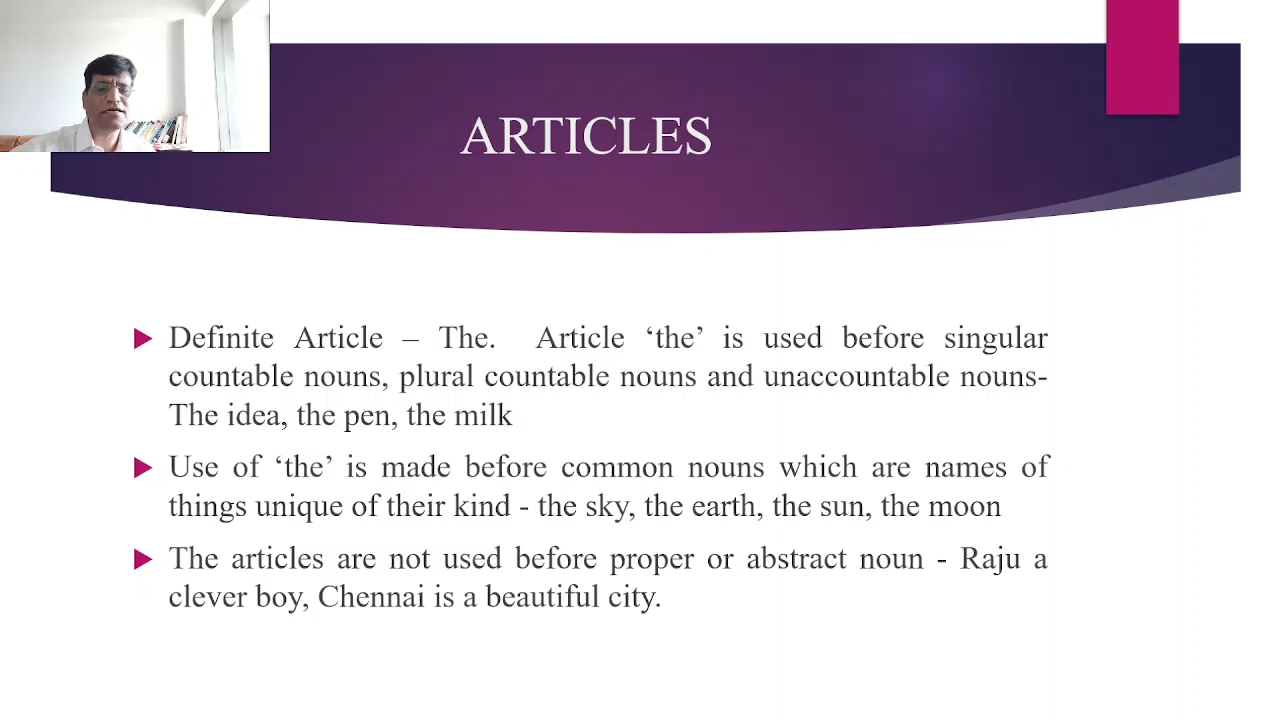 ARTICLES
Definite Article – The. Article ‘the’ is used before singular
countable nouns, plural countable nouns and unaccountable nouns-
The idea, the pen, the milk
Use of ‘the’ is made before common nouns which are names of
things unique of their kind - the sky, the earth, the sun, the moon
The articles are not used before proper or abstract noun - Raju a
clever boy, Chennai is a beautiful city.